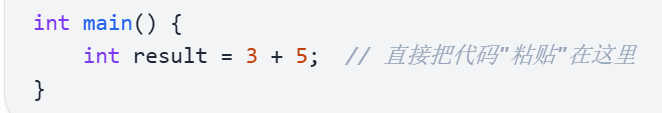 int main() {
    int result = 3 + 5;  // 直接把代码"粘贴"在这里
}